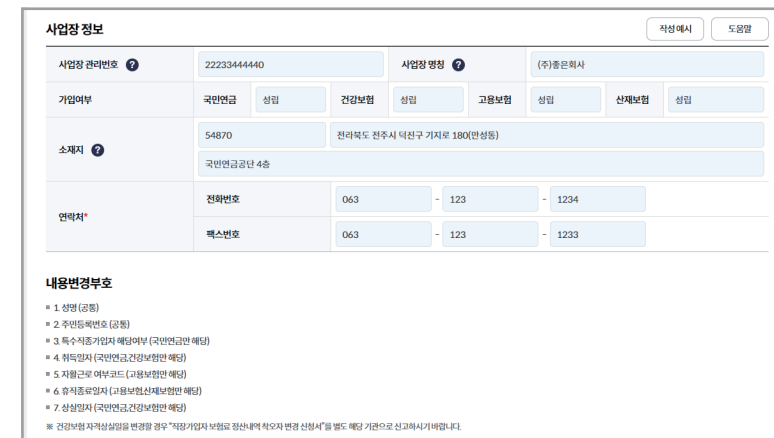 사업장 정보 작성 예시 도움말
사업장 관리번호 ? 22233444440 사업장 명칭 ? (주)좋은회사
가입여부 국민연금 성립 건강보험 성립 고용보험 성립 산재보험 성립
소재지 ? 54870 전라북도 전주시 덕진구 기지로 180(만성동)
국민연금공단 4층
연락처* 전화번호 063 - 123 - 1234
팩스번호 063 - 123 - 1233
내용변경부호
1. 성명 (공통)
2. 주민등록번호 (공통)
3. 특수직종가입자 해당여부 (국민연금만 해당)
4. 취득일자 (국민연금,건강보험만 해당)
5. 자활근로 여부코드 (고용보험만 해당)
6. 휴직종료일자 (고용보험,산재보험만 해당)
7. 상실일자 (국민연금,건강보험만 해당)
※ 건강보험 자격상실일을 변경할 경우 "직장가입자 보험료 정산내역 착오자 변경 신청서"를 별도 해당 기관으로 신고하시기 바랍니다.